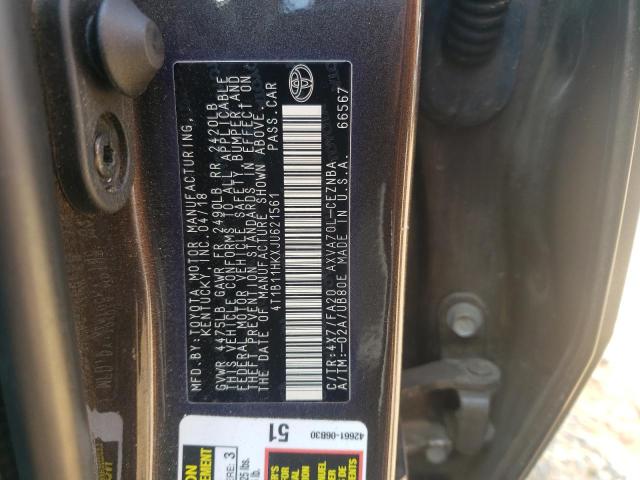 MFD.BY:TOYOTA MOTOR MANUFACTURING,
KENTUCKY, INC. 04/18
GVWR 4475LB GAWR FR 2490LB RR 2420LB
THIS VEHICLE CONFORMS TO ALL APPLICABLE
FEDERAL MOTOR VEHICLE SAFETY, BUMPER, AND
THEFT PREVENTION STANDARDS IN EFFECT ON
THE DATE OF MANUFACTURE SHOWN ABOVE.
4T1B11HKXJU621561 PASS.CAR
C/TR:4X7/FA20 AXVA70L-CEZNBA
A/TM:-02A/UB80E MADE IN U.S.A. 66567
42661-06B30
51
ERE: 3